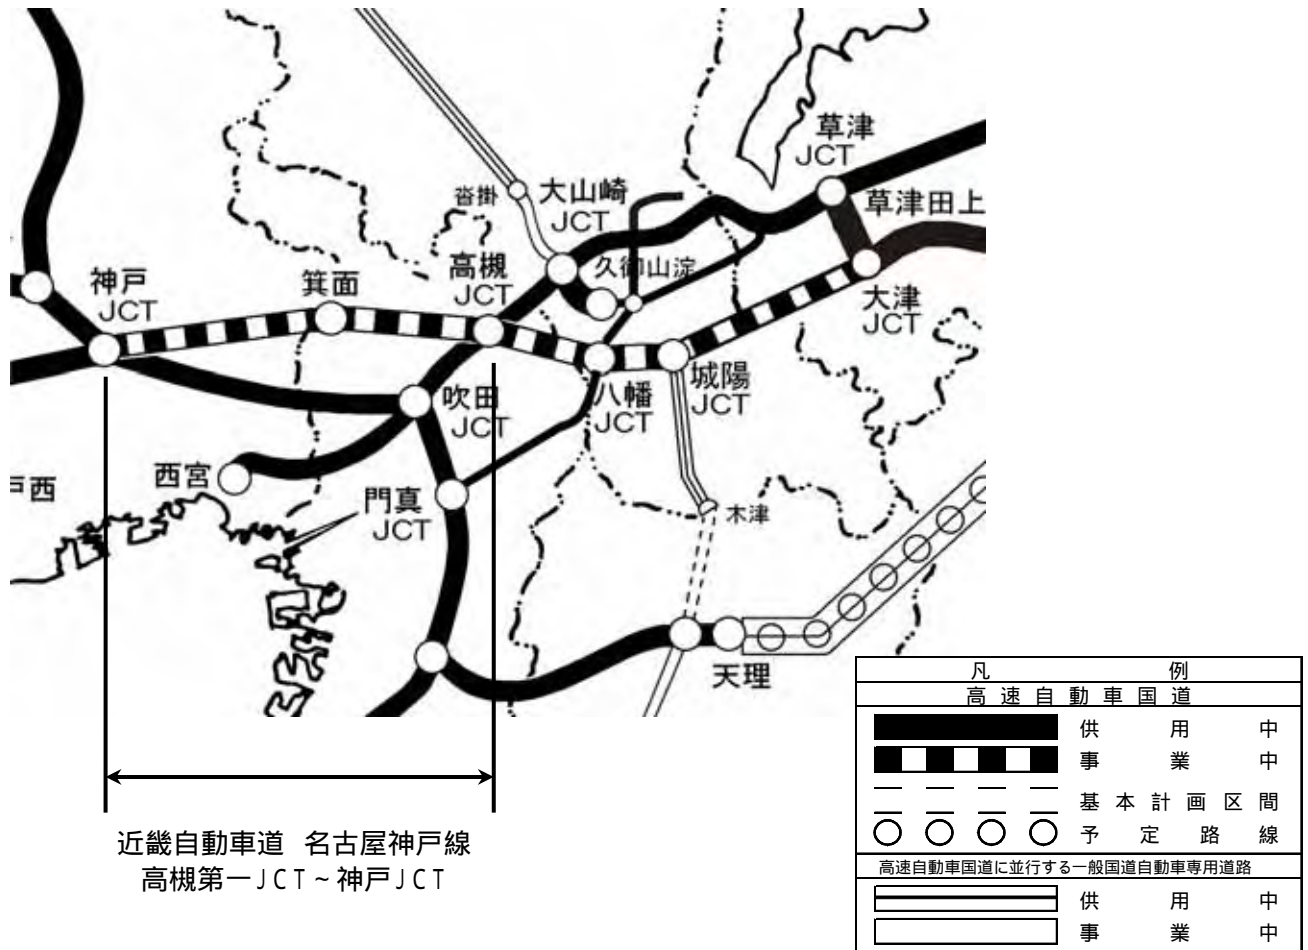 草津
JCT
沓掛
大山崎
JCT
草津田上
神戸
JCT
箕面
高槻
JCT
久御山淀
大津
JCT
吹田
JCT
八幡
JCT
城陽
JCT
戸西
西宮
門真
JCT
木津
天理
近畿自動車道 名古屋神戸線
高槻第一JCT~神戸JCT
凡例
高速自動車国道
供用中
事業中
基本計画区間
予定路線
高速自動車国道に並行する一般国道自動車専用道路
供用中
事業中